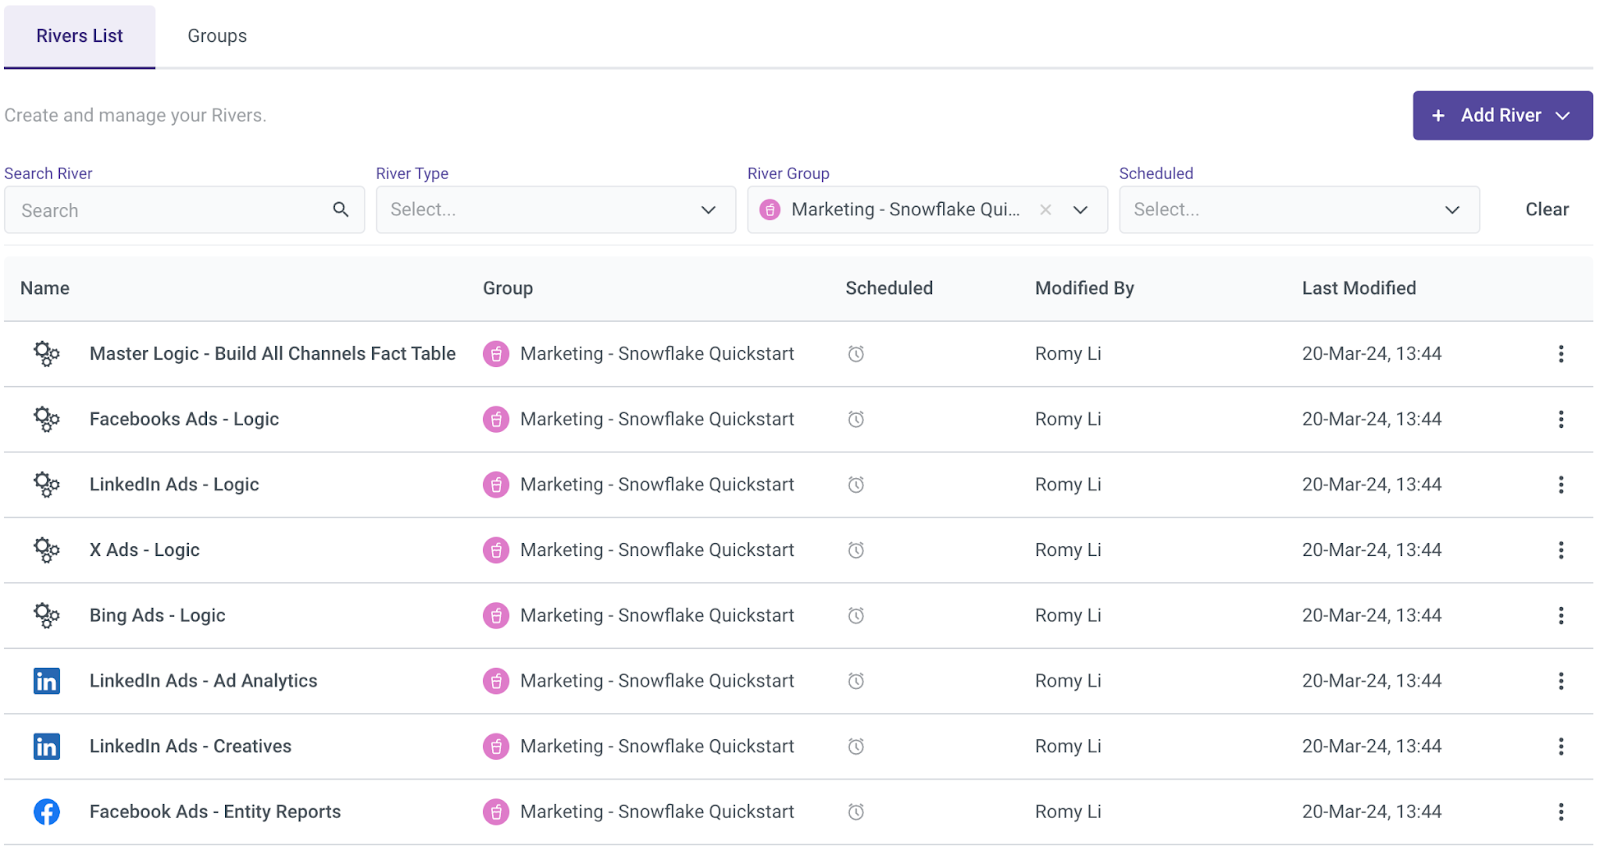 Rivers List Groups
Create and manage your Rivers.
+ Add River
Search River River Type River Group Scheduled
Search Select... Marketing - Snowflake Qui... Select... Clear
Name Group Scheduled Modified By Last Modified
Master Logic - Build All Channels Fact Table Marketing - Snowflake Quickstart Romy Li 20-Mar-24, 13:44
Facebooks Ads - Logic Marketing - Snowflake Quickstart Romy Li 20-Mar-24, 13:44
LinkedIn Ads - Logic Marketing - Snowflake Quickstart Romy Li 20-Mar-24, 13:44
X Ads - Logic Marketing - Snowflake Quickstart Romy Li 20-Mar-24, 13:44
Bing Ads - Logic Marketing - Snowflake Quickstart Romy Li 20-Mar-24, 13:44
in LinkedIn Ads - Ad Analytics Marketing - Snowflake Quickstart Romy Li 20-Mar-24, 13:44
in LinkedIn Ads - Creatives Marketing - Snowflake Quickstart Romy Li 20-Mar-24, 13:44
f Facebook Ads - Entity Reports Marketing - Snowflake Quickstart Romy Li 20-Mar-24, 13:44